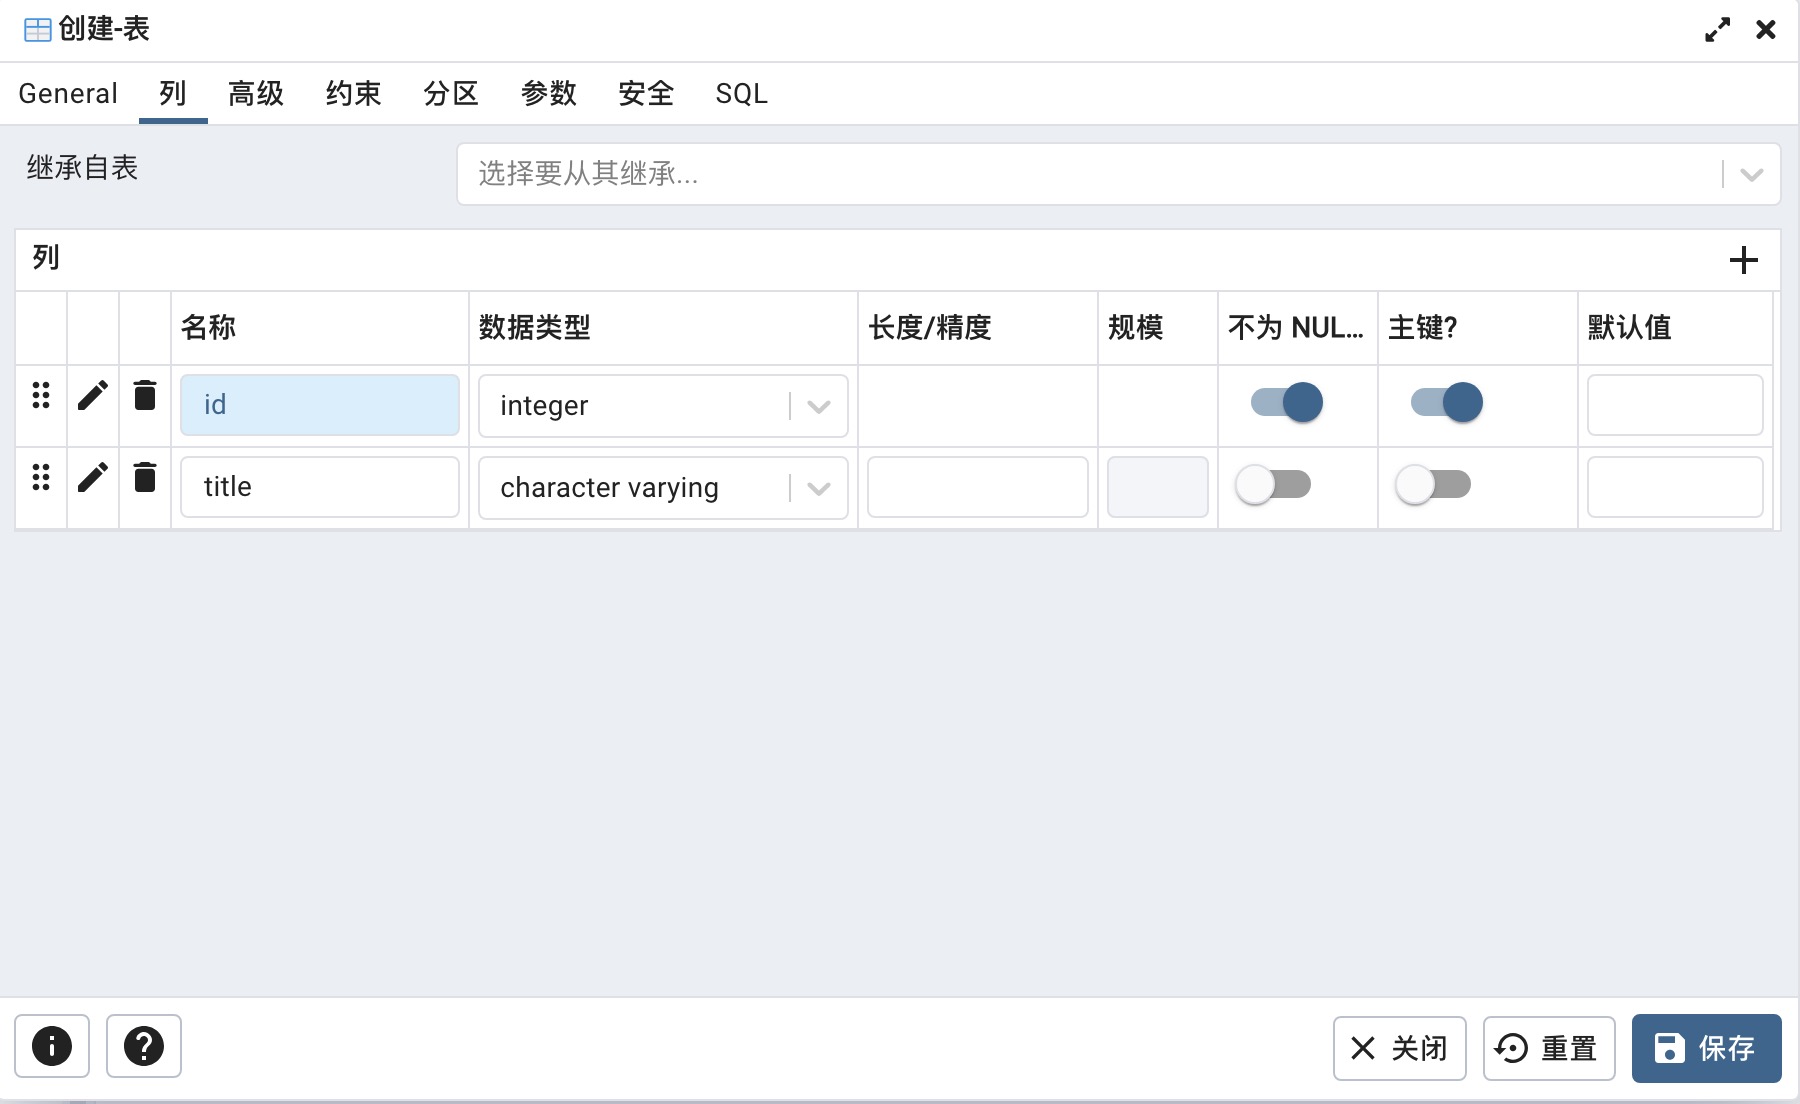 创建-表
General 列 高级 约束 分区 参数 安全 SQL
继承自表 选择要从其继承...
列
名称 数据类型 长度/精度 规模 不为 NUL... 主键? 默认值
id integer
title character varying
关闭 重置 保存